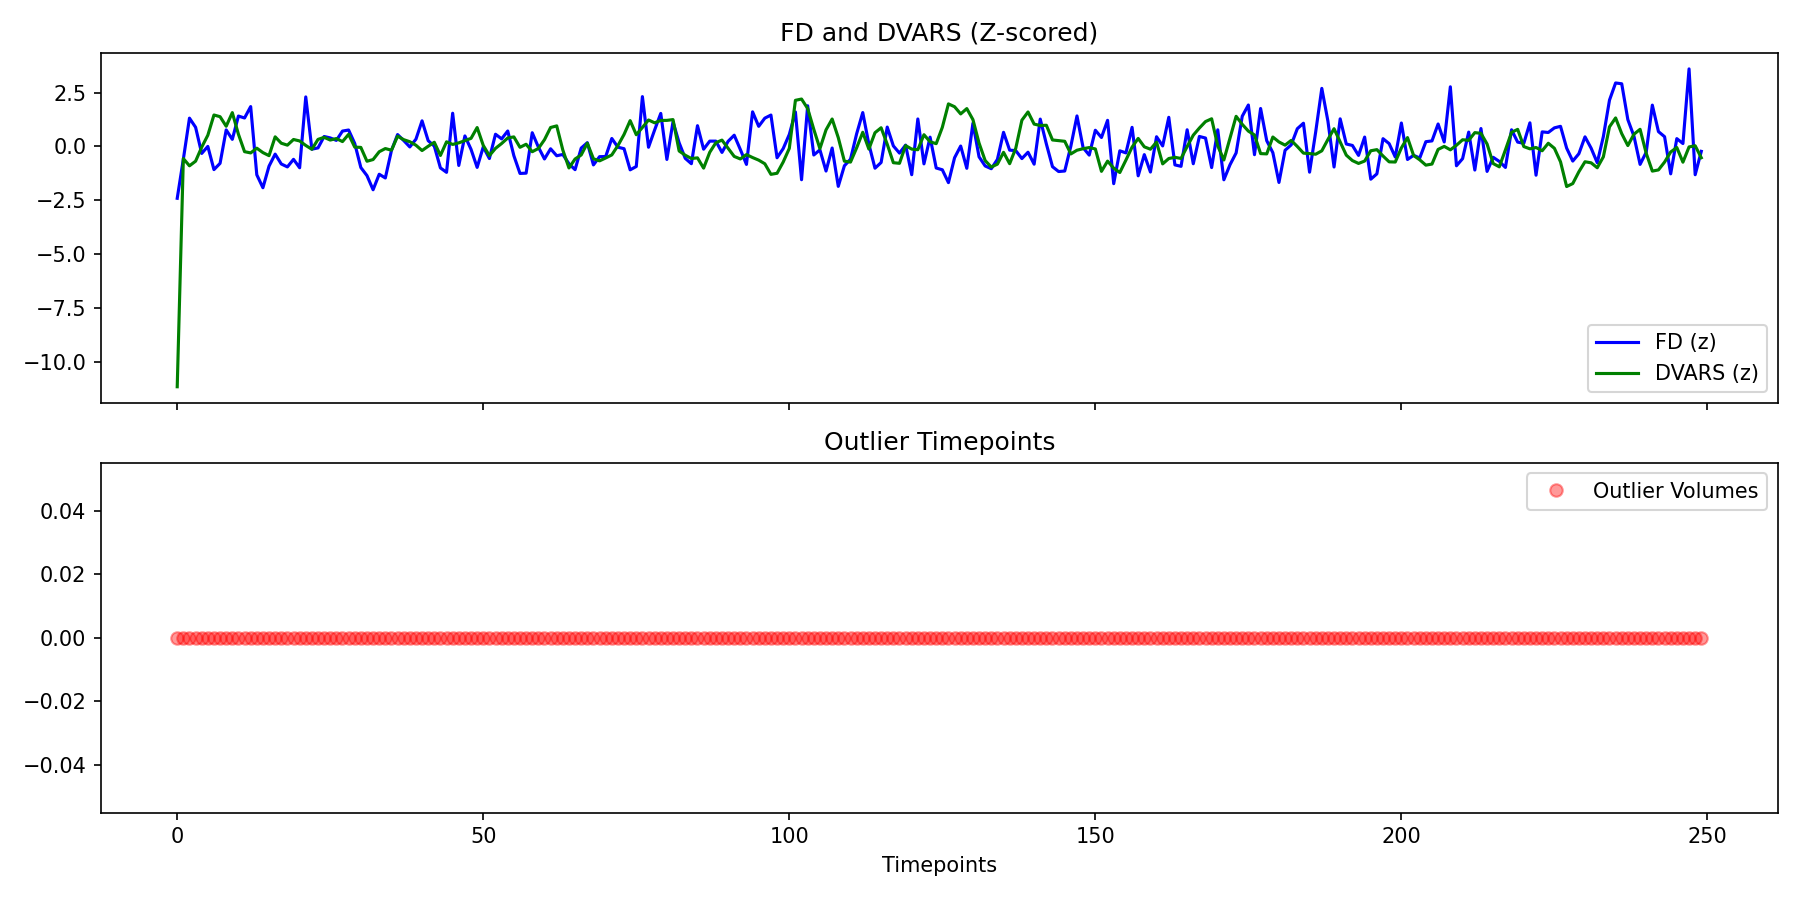 FD and DVARS (Z-scored)
2.5
0.0
−2.5
−5.0
−7.5
−10.0
FD (z)
DVARS (z)
Outlier Timepoints
Outlier Volumes
0.04
0.02
0.00
−0.02
−0.04
0 50 100 150 200 250
Timepoints